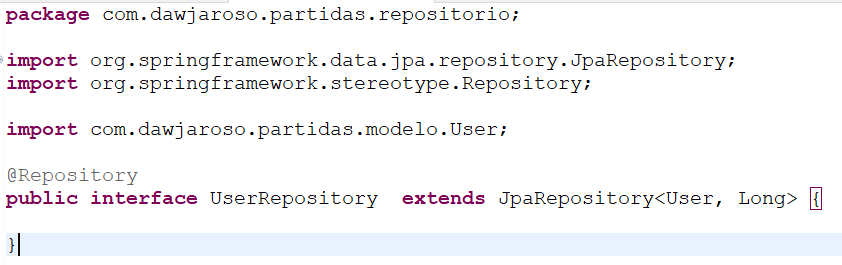 package com.dawjaroso.partidas.repositorio;
import org.springframework.data.jpa.repository.JpaRepository;
import org.springframework.stereotype.Repository;
import com.dawjaroso.partidas.modelo.User;
@Repository
public interface UserRepository  extends JpaRepository<User, Long> {
}